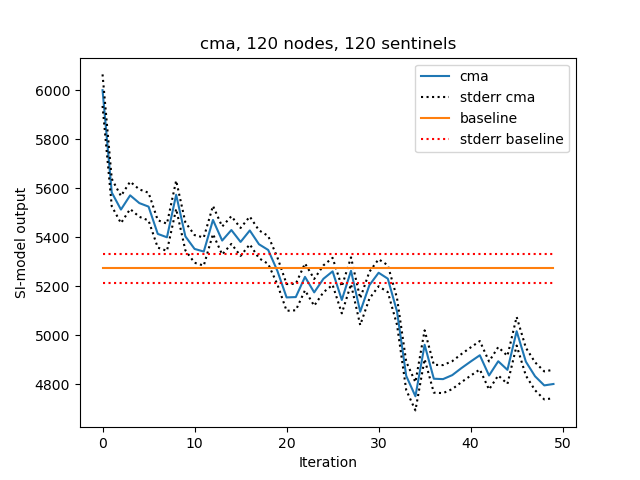 cma, 120 nodes, 120 sentinels
cma
stderr cma
baseline
stderr baseline
SI-model output
6000
5800
5600
5400
5200
5000
4800
0 10 20 30 40 50
Iteration